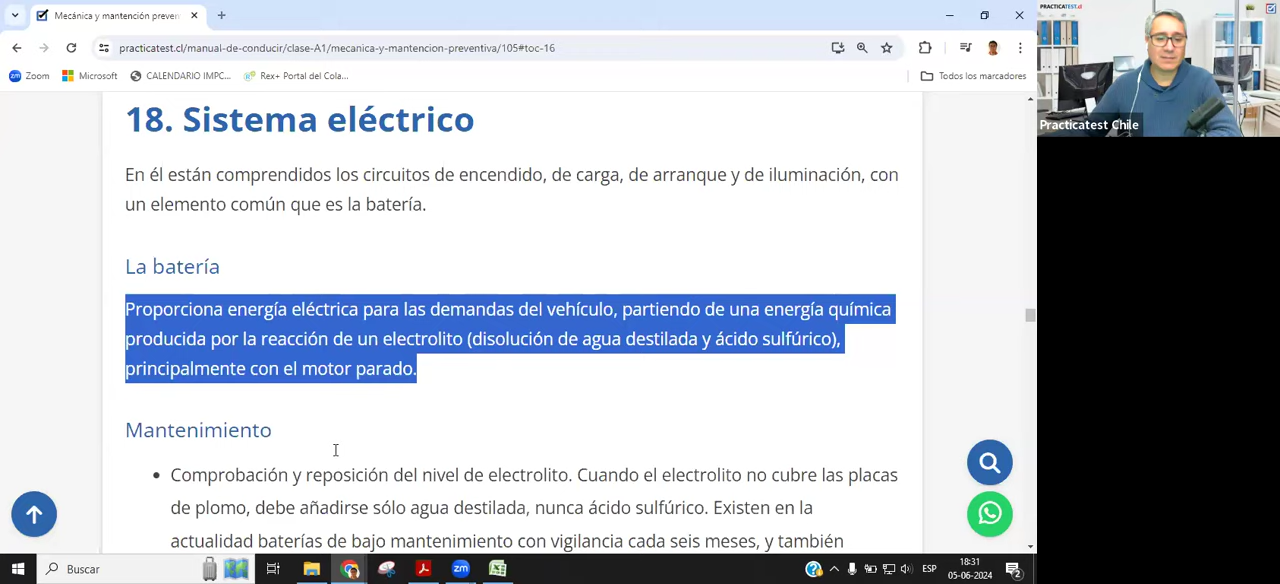 Mecánica y mantención preven
practicatest.cl/manual-de-conducir/clase-A1/mecanica-y-mantencion-preventiva/105#toc-16
zm Zoom
Microsoft
CALENDARIO IMPC...
Rex+ Portal del Cola...
Todos los marcadores
PRACTICATEST.cl
Practicatest Chile
18. Sistema eléctrico
En él están comprendidos los circuitos de encendido, de carga, de arranque y de iluminación, con
un elemento común que es la batería.
La batería
Proporciona energía eléctrica para las demandas del vehículo, partiendo de una energía química
producida por la reacción de un electrolito (disolución de agua destilada y ácido sulfúrico),
principalmente con el motor parado.
Mantenimiento
• Comprobación y reposición del nivel de electrolito. Cuando el electrolito no cubre las placas
de plomo, debe añadirse sólo agua destilada, nunca ácido sulfúrico. Existen en la
actualidad baterías de bajo mantenimiento con vigilancia cada seis meses, y también
Buscar
zm
ESP
18:31
05-06-2024
2